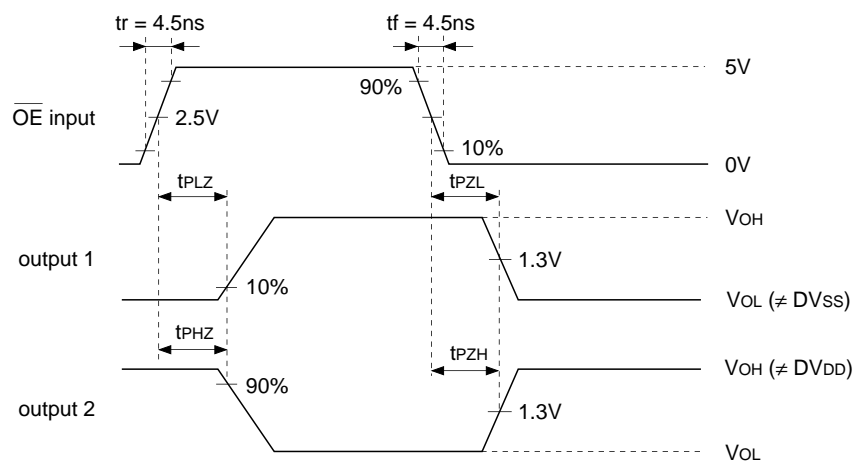 tr = 4.5ns
tf = 4.5ns
5V
90%
OE input
2.5V
10%
0V
tPLZ
tPZL
VOH
output 1
1.3V
10%
VOL (≠ DVSS)
tPHZ
tPZH
VOH (≠ DVDD)
90%
output 2
1.3V
VOL